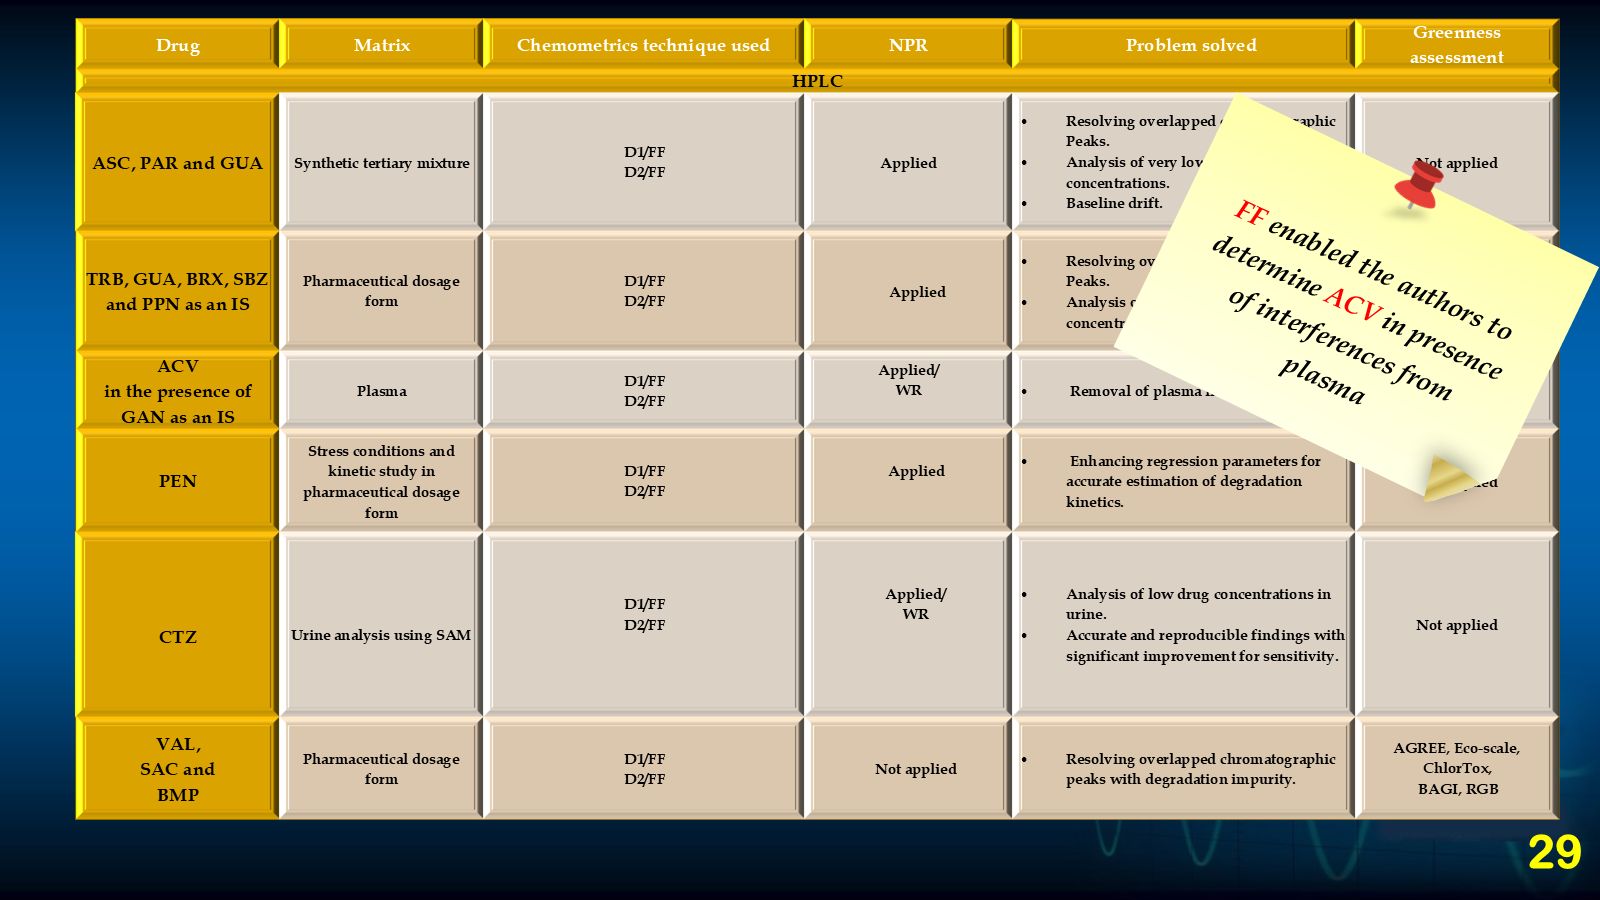 Drug
Matrix
Chemometrics technique used
NPR
Problem solved
Greenness
assessment
HPLC
ASC, PAR and GUA
Synthetic tertiary mixture
D1/FF
D2/FF
Applied
• Resolving overlapped
Peaks.
• Analysis of very low
concentrations.
• Baseline drift.
Not applied
TRB, GUA, BRX, SBZ
and PPN as an IS
Pharmaceutical dosage
form
D1/FF
D2/FF
Applied
• Resolving
Peaks.
• Analysis
ACV
in the presence of
GAN as an IS
Plasma
D1/FF
D2/FF
Applied/
WR
• Removal of plasma
PEN
Stress conditions and
kinetic study in
pharmaceutical dosage
form
D1/FF
D2/FF
Applied
• Enhancing regression parameters for
accurate estimation of degradation
kinetics.
CTZ
Urine analysis using SAM
D1/FF
D2/FF
Applied/
WR
• Analysis of low drug concentrations in
urine.
• Accurate and reproducible findings with
significant improvement for sensitivity.
Not applied
VAL,
SAC and
BMP
Pharmaceutical dosage
form
D1/FF
D2/FF
Not applied
• Resolving overlapped chromatographic
peaks with degradation impurity.
AGREE, Eco-scale,
ChlorTox,
BAGI, RGB
FF enabled the authors to
determine ACV in presence
of interferences from
plasma
29